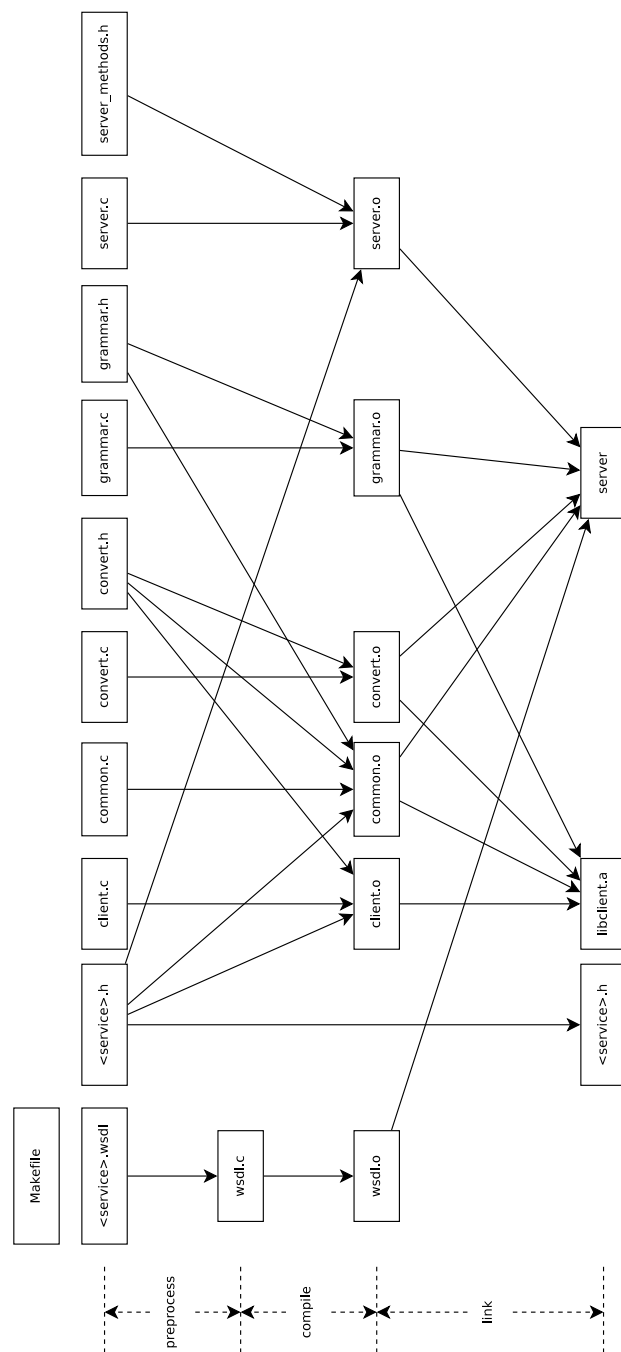 Makefile
<service>.wsdl
<service>.h
client.c
common.c
convert.c
convert.h
grammar.c
grammar.h
server.c
server_methods.h
preprocess
wsdl.c
compile
wsdl.o
client.o
common.o
convert.o
grammar.o
server.o
link
<service>.h
libclient.a
server